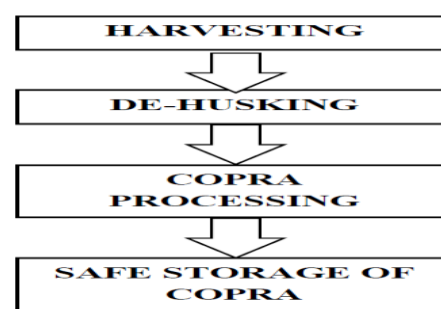 HARVESTING
DE-HUSKING
COPRA
PROCESSING
SAFE STORAGE OF
COPRA